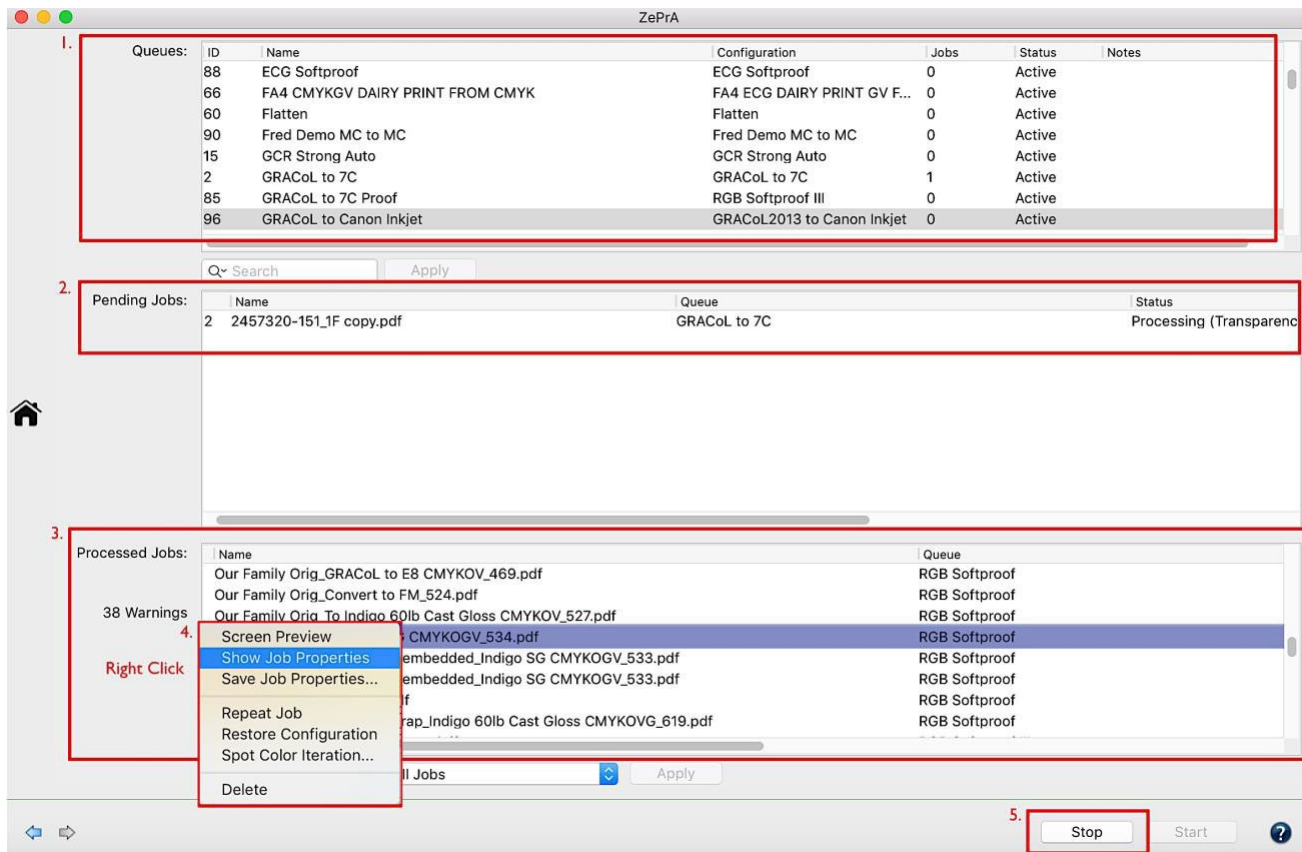 ZePrA
1.
Queues:
ID Name Configuration Jobs Status Notes
88 ECG Softproof ECG Softproof 0 Active
66 FA4 CMYKGV DAIRY PRINT FROM CMYK FA4 ECG DAIRY PRINT GV F... 0 Active
60 Flatten Flatten 0 Active
90 Fred Demo MC to MC Fred Demo MC to MC 0 Active
15 GCR Strong Auto GCR Strong Auto 0 Active
2 GRACoL to 7C GRACoL to 7C 1 Active
85 GRACoL to 7C Proof RGB Softproof III 0 Active
96 GRACoL to Canon Inkjet GRACoL2013 to Canon Inkjet 0 Active
Search Apply
2.
Pending Jobs:
Name Queue Status
2 2457320-151_1F copy.pdf GRACoL to 7C Processing (Transparenc
3.
Processed Jobs:
Name Queue
Our Family Orig_GRACoL to E8 CMYKOV_469.pdf RGB Softproof
Our Family Orig_Convert to FM_524.pdf RGB Softproof
38 Warnings
Our Family Orig_To Indigo 60lb Cast Gloss CMYKOV_527.pdf RGB Softproof
4.
Right Click
Screen Preview
Show Job Properties
Save Job Properties...
Repeat Job
Restore Configuration
Spot Color Iteration...
Delete
CMYKOGV_534.pdf RGB Softproof
embedded_Indigo SG CMYKOGV_533.pdf RGB Softproof
embedded_Indigo SG CMYKOGV_533.pdf RGB Softproof
RGB Softproof
rap_Indigo 60lb Cast Gloss CMYKOVG_619.pdf RGB Softproof
ll Jobs Apply
5.
Stop Start ?